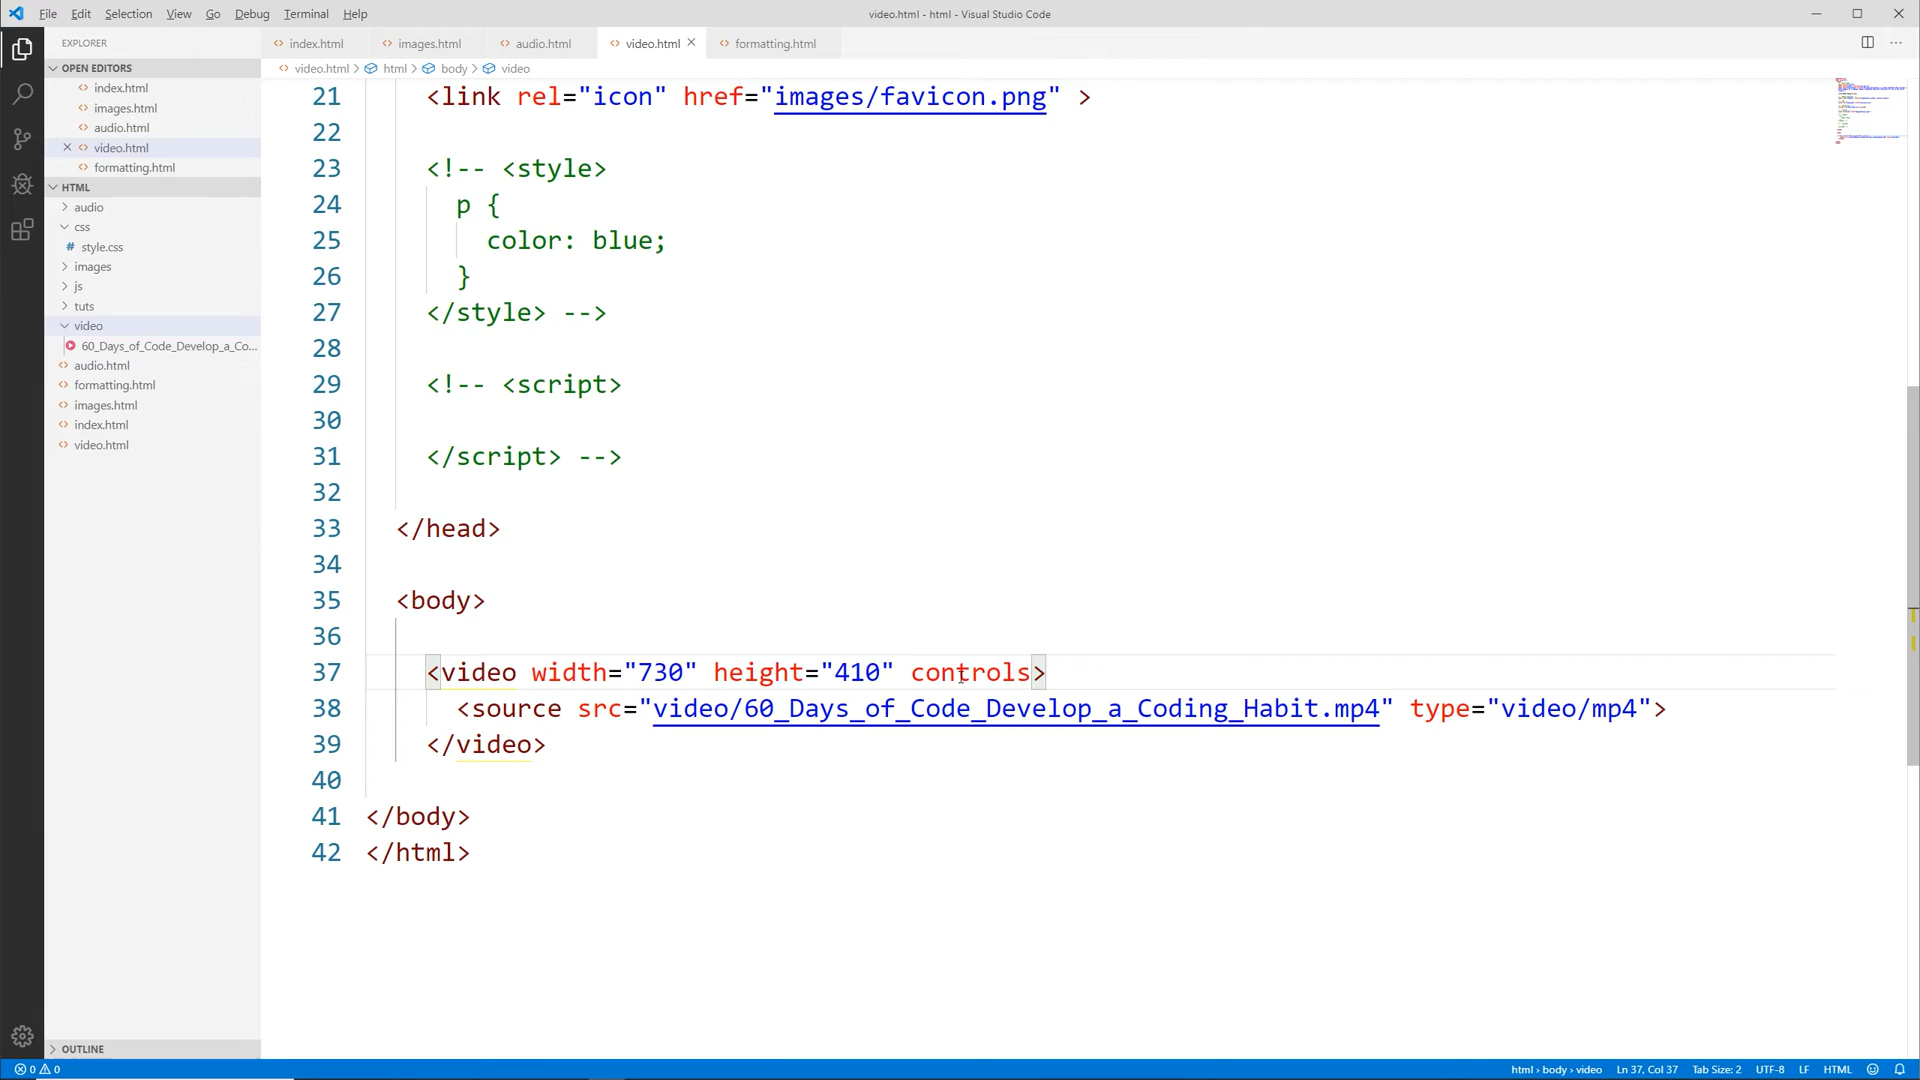 File Edit Selection View Go Debug Terminal Help
video.html - html - Visual Studio Code
EXPLORER
OPEN EDITORS
index.html
images.html
audio.html
video.html
formatting.html
HTML
audio
css
# style.css
images
js
tuts
video
60_Days_of_Code_Develop_a_Co...
audio.html
formatting.html
images.html
index.html
video.html
OUTLINE
index.html images.html audio.html video.html formatting.html
video.html > html > body > video
21 <link rel="icon" href="images/favicon.png" >
22
23 <!-- <style>
24 p {
25 color: blue;
26 }
27 </style> -->
28
29 <!-- <script>
30
31 </script> -->
32
33 </head>
34
35 <body>
36
37 <video width="730" height="410" controls>
38 <source src="video/60_Days_of_Code_Develop_a_Coding_Habit.mp4" type="video/mp4">
39 </video>
40
41 </body>
42 </html>
0 0
html > body > video Ln 37, Col 37 Tab Size: 2 UTF-8 LF HTML